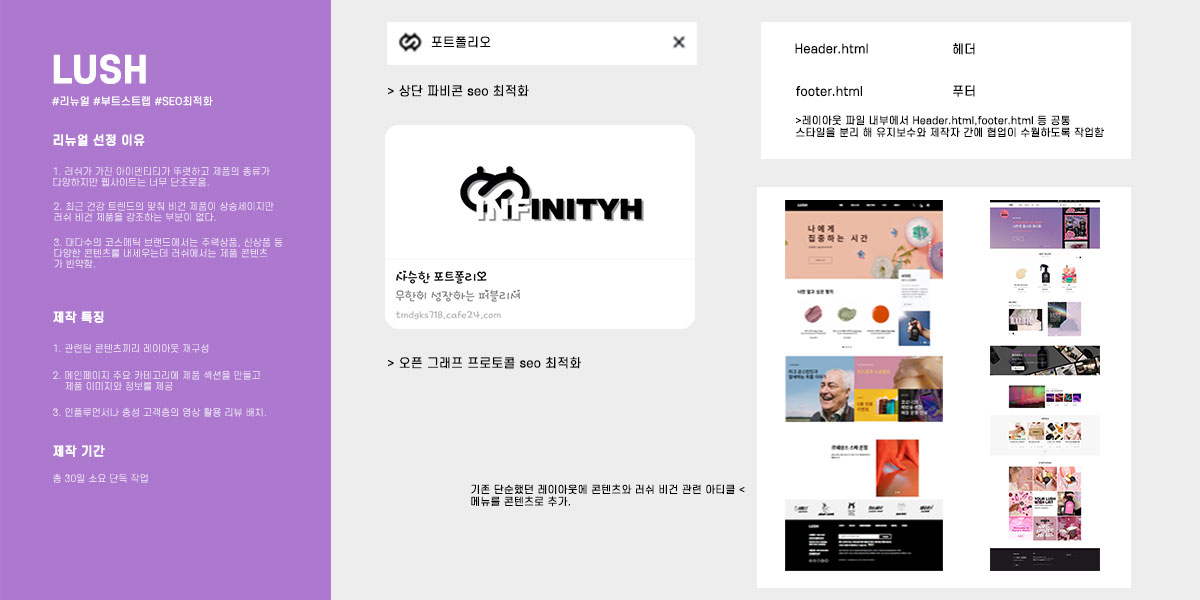 LUSH
#리뉴얼 #부트스트랩 #SEO최적화
리뉴얼 선정 이유
1. 러쉬가 가진 아이덴티티가 뚜렷하고 제품의 종류가
다양하지만 웹사이트는 너무 단조로움.
2. 최근 건강 트렌드의 맞춰 비건 제품이 상승세이지만
러쉬 비건 제품을 강조하는 부분이 없다.
3. 대다수의 코스메틱 브랜드에서는 주력상품, 신상품 등
다양한 콘텐츠를 내세우는데 러쉬에서는 제품 콘텐츠
가 빈약함.
제작 특징
1. 관련된 콘텐츠끼리 레이아웃 재구성
2. 메인페이지 주요 카테고리에 제품 섹션을 만들고
제품 이미지와 정보를 제공
3. 인플루언서나 충성 고객층의 영상 활용 리뷰 배치.
제작 기간
총 30일 소요 단독 작업
포트폴리오
> 상단 파비콘 seo 최적화
INFINITYH
사승한 포트폴리오
무한히 성장하는 퍼블리셔
tmdgks718.cafe24.com
> 오픈 그래프 프로토콜 seo 최적화
기존 단순했던 레이아웃에 콘텐츠와 러쉬 비건 관련 아티클 <
메뉴를 콘텐츠로 추가.
Header.html 헤더
footer.html 푸터
>레이아웃 파일 내부에서 Header.html,footer.html 등 공통
스타일을 분리 해 유지보수와 제작자 간에 협업이 수월하도록 작업함
LUSH
나에게
집중하는 시간